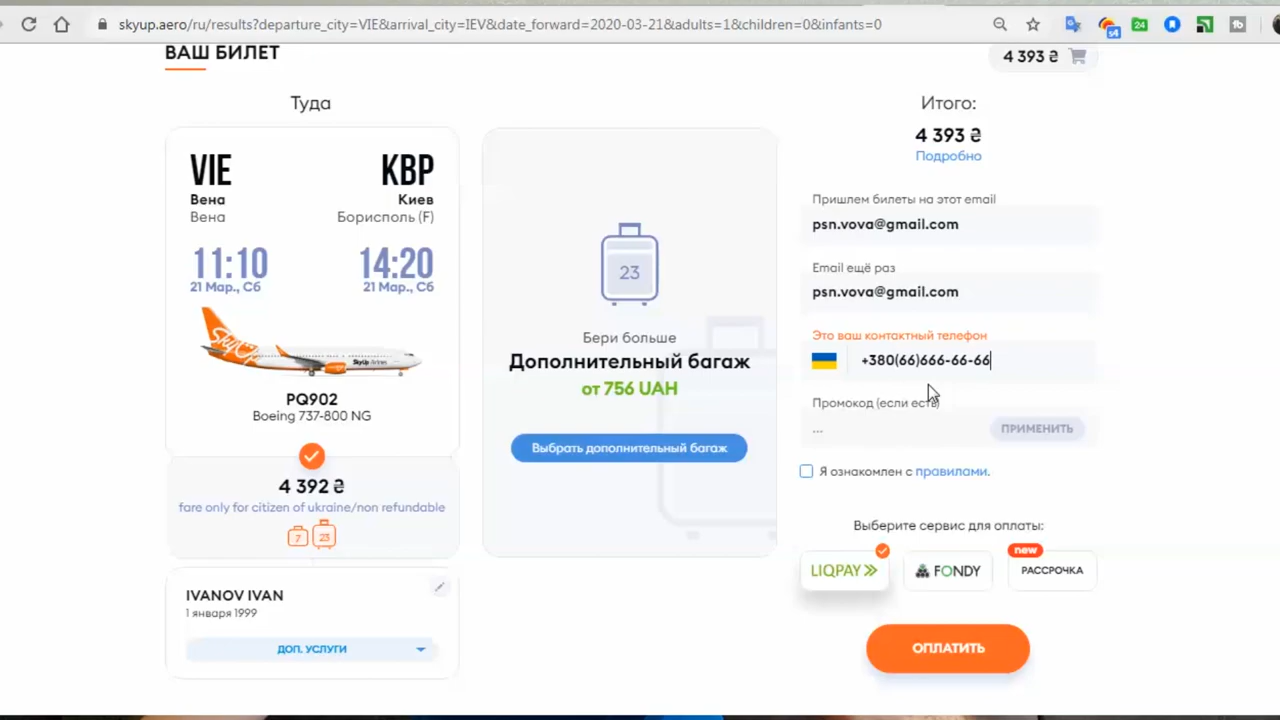 skyup.aero/ru/results?departure_city=VIE&arrival_city=IEV&date_forward=2020-03-21&adults=1&children=0&infants=0
s4
24
ВАШ БИЛЕТ
4 393 ₴
Туда
VIE KBP
Вена Киев
Вена Борисполь (F)
11:10 14:20
21 Мар., Сб 21 Мар., Сб
SkyUp SkyUp Airlines
PQ902
Boeing 737-800 NG
4 392 ₴
fare only for citizen of ukraine/non refundable
7 23
IVANOV IVAN
1 января 1999
ДОП. УСЛУГИ
23
Бери больше
Дополнительный багаж
от 756 UAH
Выбрать дополнительный багаж
Итого:
4 393 ₴
Подробно
Пришлем билеты на этот email
psn.vova@gmail.com
Email ещё раз
psn.vova@gmail.com
Это ваш контактный телефон
+380(66)666-66-66
Промокод (если есть)
... ПРИМЕНИТЬ
Я ознакомлен с правилами.
Выберите сервис для оплаты:
new
LIQPAY FONDY РАССРОЧКА
ОПЛАТИТЬ